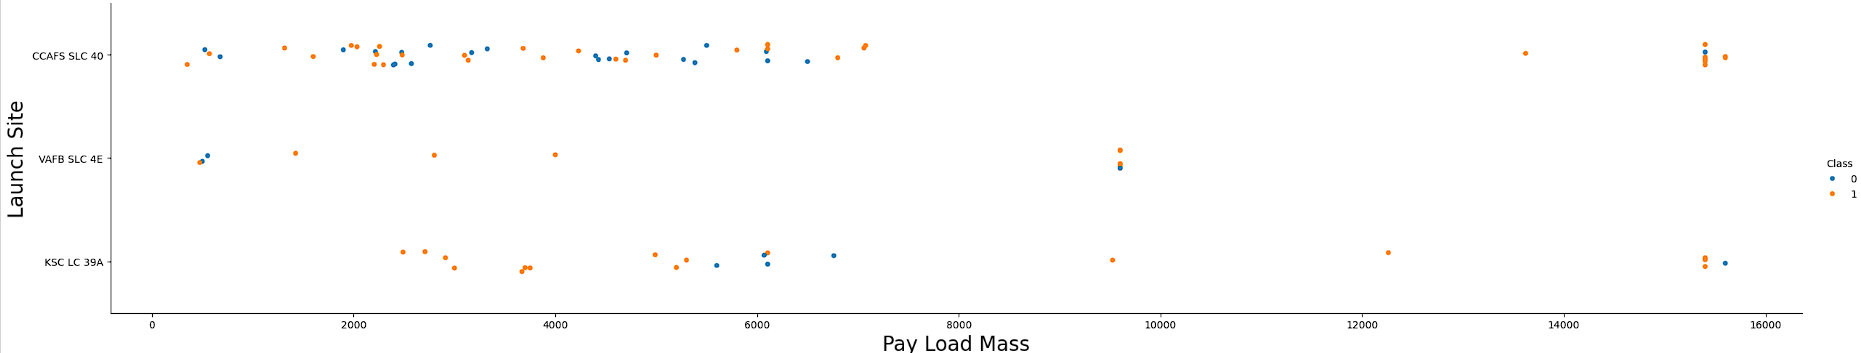 Launch Site
CCAFS SLC 40
VAFB SLC 4E
KSC LC 39A
0 2000 4000 6000 8000 10000 12000 14000 16000
Pay Load Mass
Class
0
1